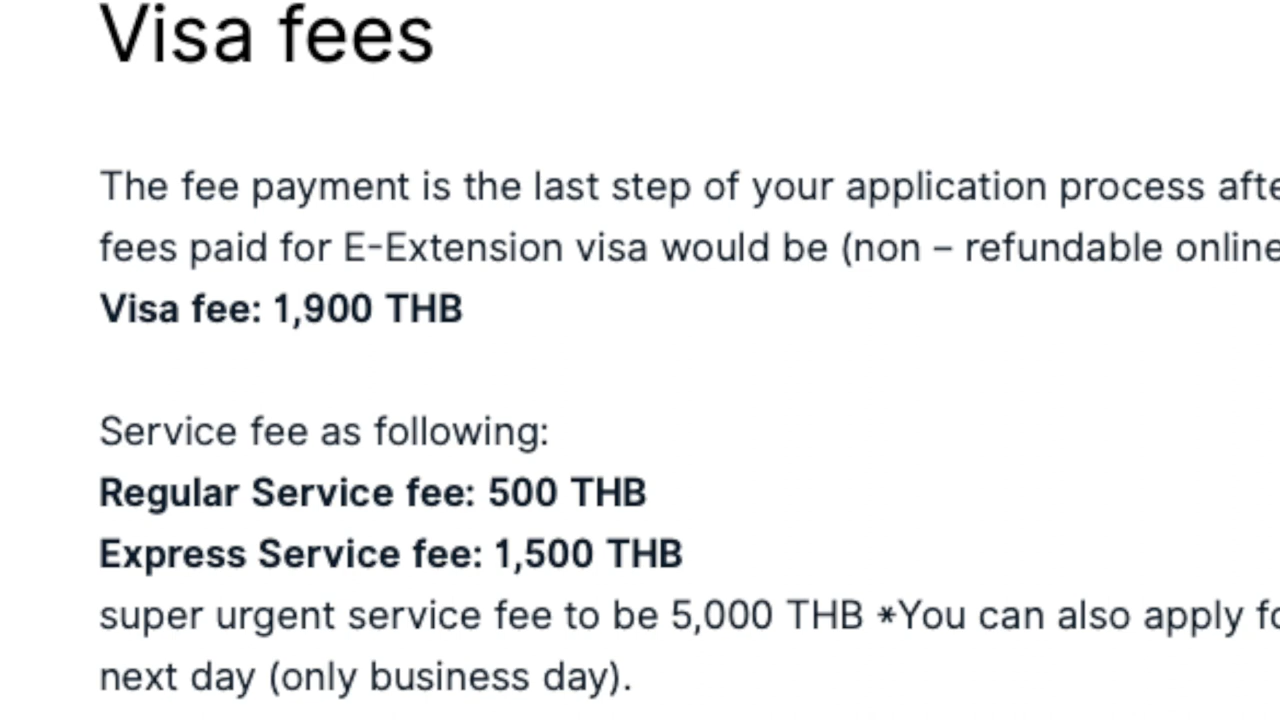 Visa fees
The fee payment is the last step of your application process afte
fees paid for E-Extension visa would be (non – refundable online
Visa fee: 1,900 THB
Service fee as following:
Regular Service fee: 500 THB
Express Service fee: 1,500 THB
super urgent service fee to be 5,000 THB *You can also apply fo
next day (only business day).